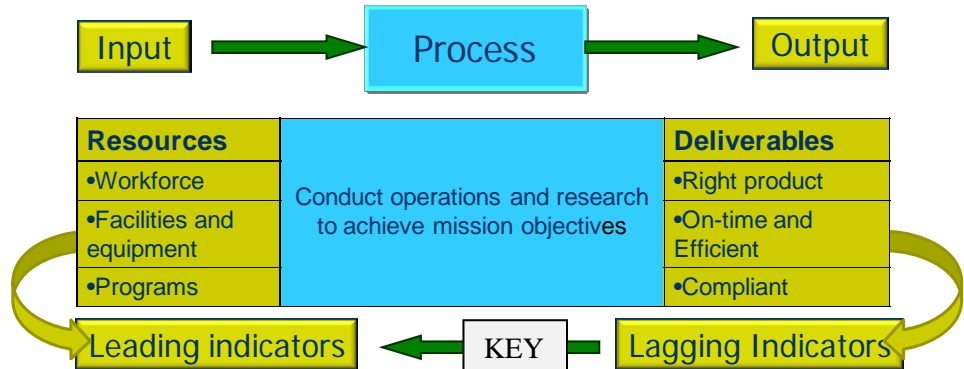 Input
Process
Output
Resources
•Workforce
•Facilities and
equipment
•Programs
Conduct operations and research
to achieve mission objectives
Deliverables
•Right product
•On-time and
Efficient
•Compliant
Leading indicators
KEY
Lagging Indicators